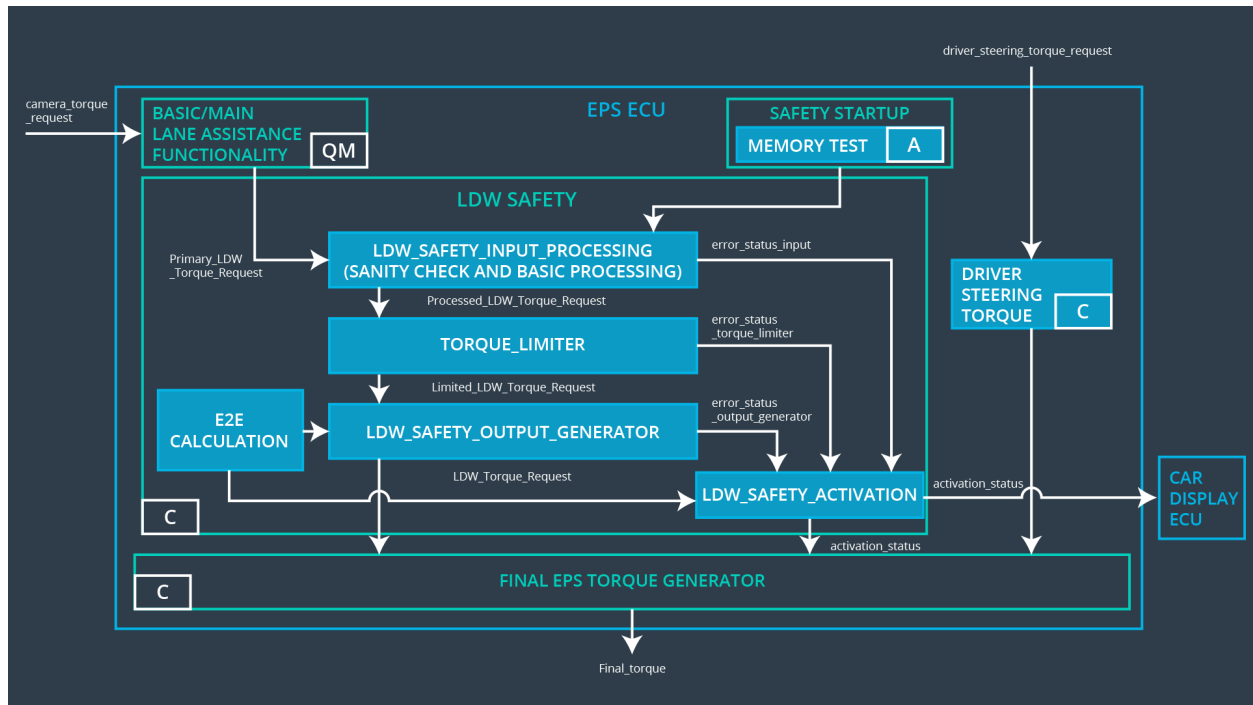 driver_steering_torque_request
camera_torque
_request
BASIC/MAIN
LANE ASSISTANCE
FUNCTIONALITY
QM
EPS ECU
SAFETY STARTUP
MEMORY TEST
A
LDW SAFETY
Primary_LDW
_Torque_Request
LDW_SAFETY_INPUT_PROCESSING
(SANITY CHECK AND BASIC PROCESSING)
error_status_input
DRIVER
STEERING
TORQUE
C
Processed_LDW_Torque_Request
TORQUE_LIMITER
error_status
_torque_limiter
Limited_LDW_Torque_Request
E2E
CALCULATION
LDW_SAFETY_OUTPUT_GENERATOR
error_status
_output_generator
LDW_Torque_Request
LDW_SAFETY_ACTIVATION
activation_status
CAR
DISPLAY
ECU
C
activation_status
FINAL EPS TORQUE GENERATOR
C
Final_torque